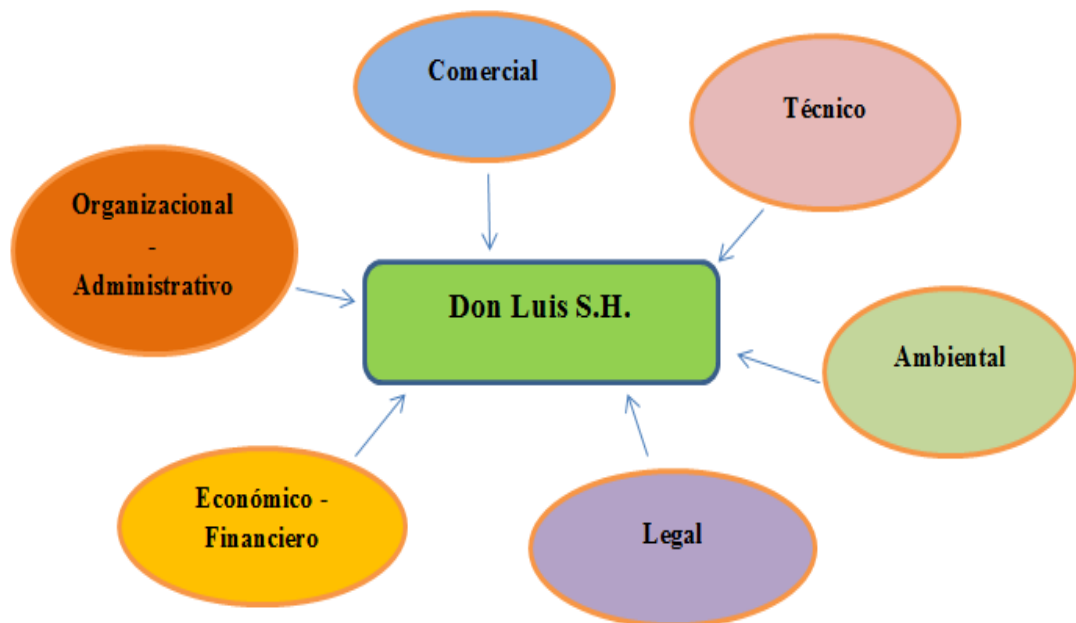 Comercial
Técnico
Organizacional
-
Administrativo
Don Luis S.H.
Ambiental
Económico -
Financiero
Legal